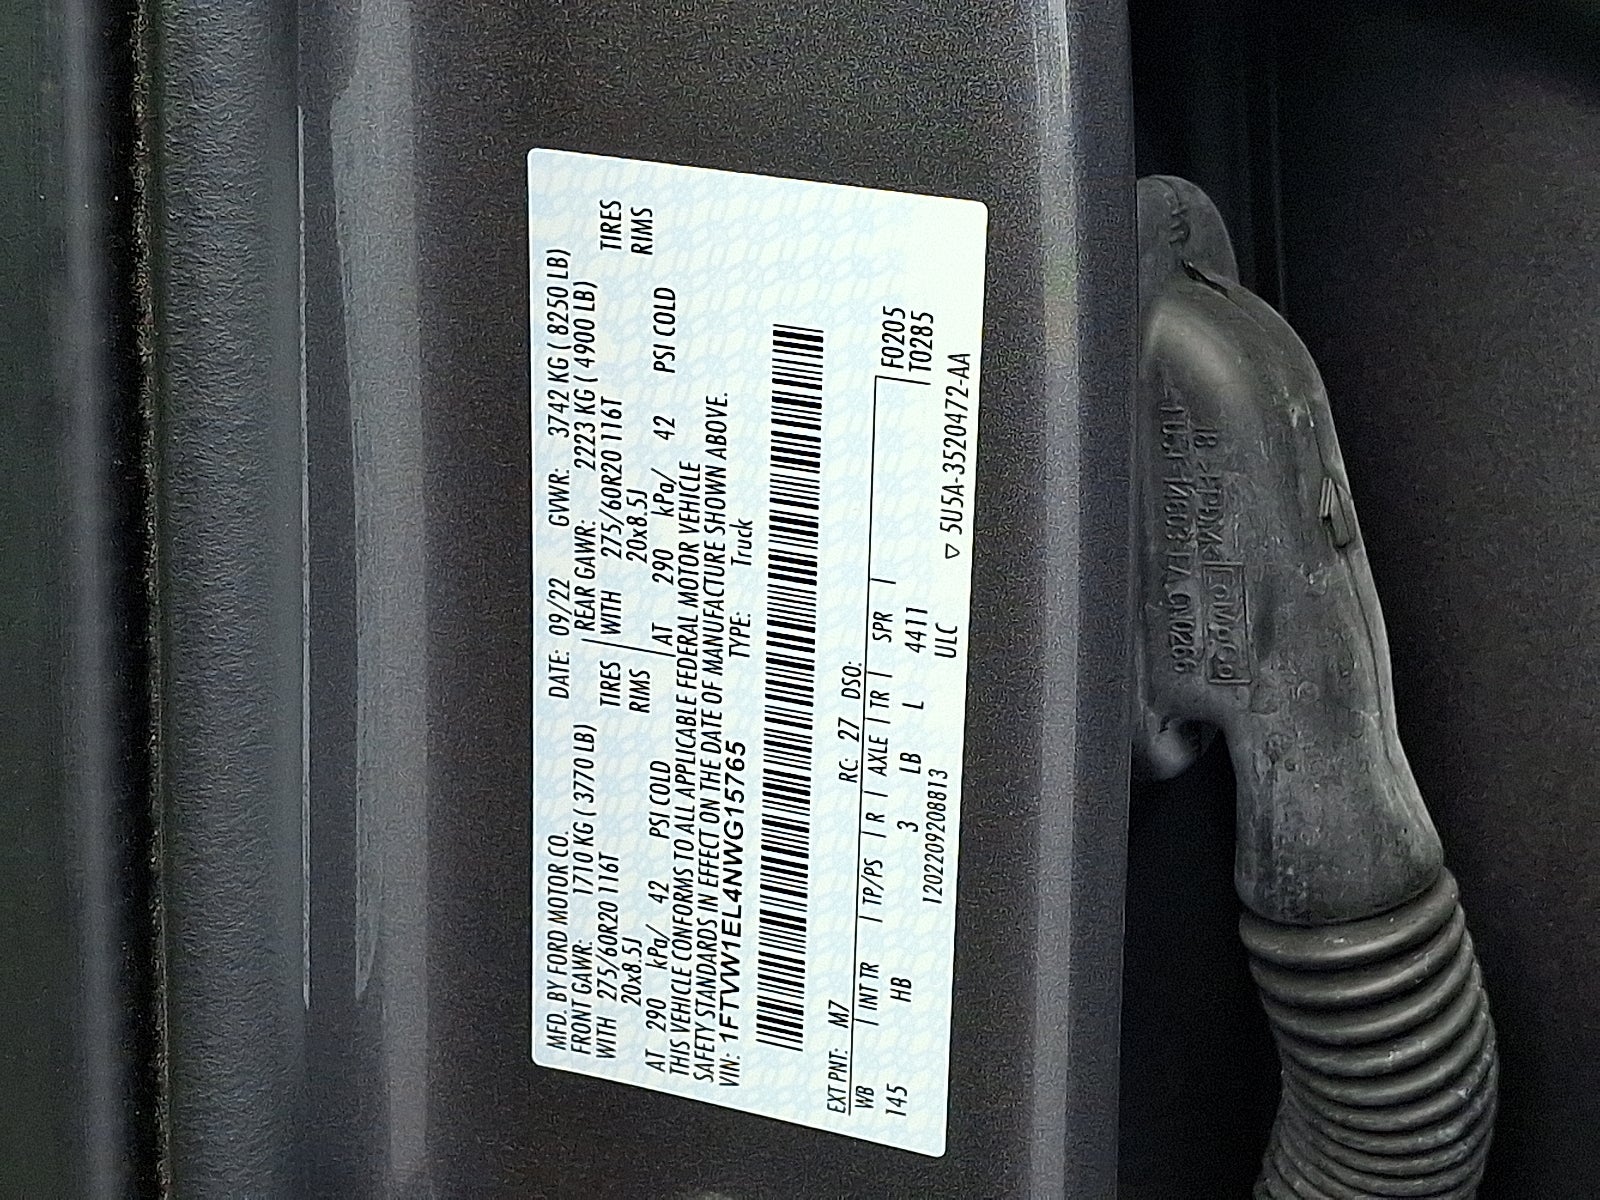 MFD. BY FORD MOTOR CO.
DATE: 09/22 GVWR: 3742 KG ( 8250 LB)
FRONT GAWR: 1710 KG ( 3770 LB) REAR GAWR: 2223 KG ( 4900 LB)
WITH 275/60R20 116T TIRES WITH 275/60R20 116T TIRES
20x8.5J RIMS 20x8.5J RIMS
AT 290 kPa/ 42 PSI COLD AT 290 kPa/ 42 PSI COLD
THIS VEHICLE CONFORMS TO ALL APPLICABLE FEDERAL MOTOR VEHICLE
SAFETY STANDARDS IN EFFECT ON THE DATE OF MANUFACTURE SHOWN ABOVE.
VIN: 1FTVW1EL4NWG15765 TYPE: Truck
EXT PNT: M7 RC: 27 DSO:
WB INT TR TP/PS R AXLE TR SPR F0205
145 HB 3 LB L 4411 T0285
1202209208813 ULC
▽ 5U5A-3520472-AA
FoMoCo